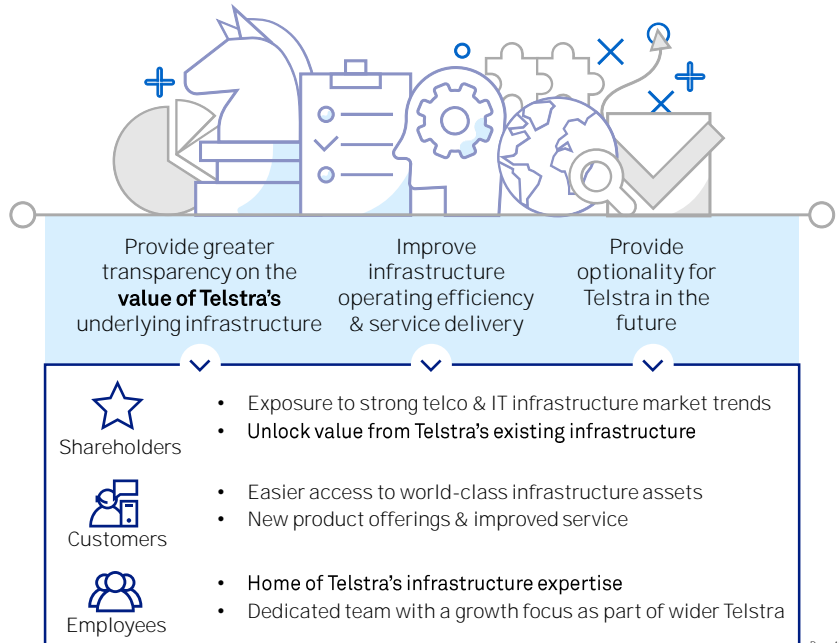 Provide greater
transparency on the
value of Telstra's
underlying infrastructure
Improve
infrastructure
operating efficiency
& service delivery
Provide
optionality for
Telstra in the
future
Shareholders
• Exposure to strong telco & IT infrastructure market trends
• Unlock value from Telstra's existing infrastructure
Customers
• Easier access to world-class infrastructure assets
• New product offerings & improved service
Employees
• Home of Telstra's infrastructure expertise
• Dedicated team with a growth focus as part of wider Telstra